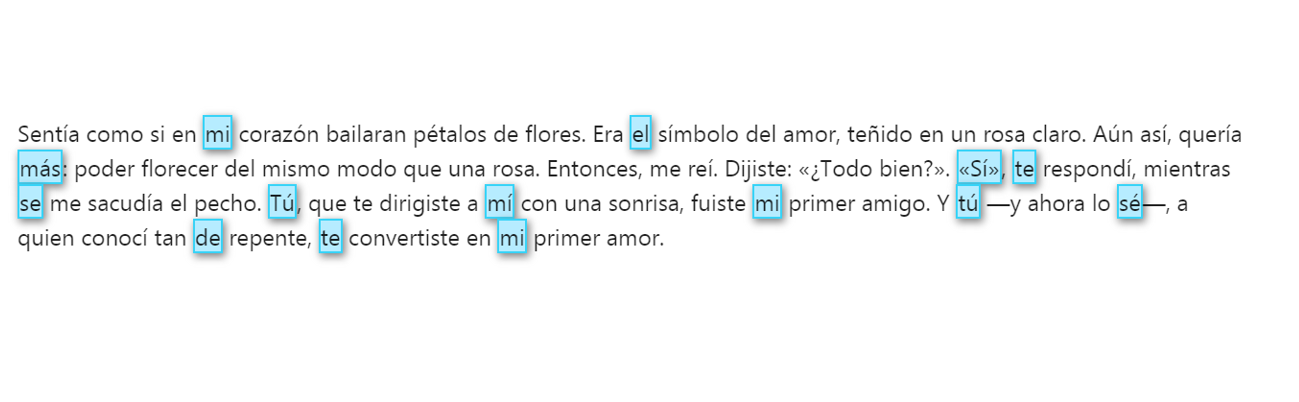 Sentía como si en mi corazón bailaran pétalos de flores. Era el símbolo del amor, teñido en un rosa claro. Aún así, quería
más: poder florecer del mismo modo que una rosa. Entonces, me reí. Dijiste: «¿Todo bien?». «Sí», te respondí, mientras
se me sacudía el pecho. Tú, que te dirigiste a mí con una sonrisa, fuiste mi primer amigo. Y tú —y ahora lo sé—, a
quien conocí tan de repente, te convertiste en mi primer amor.